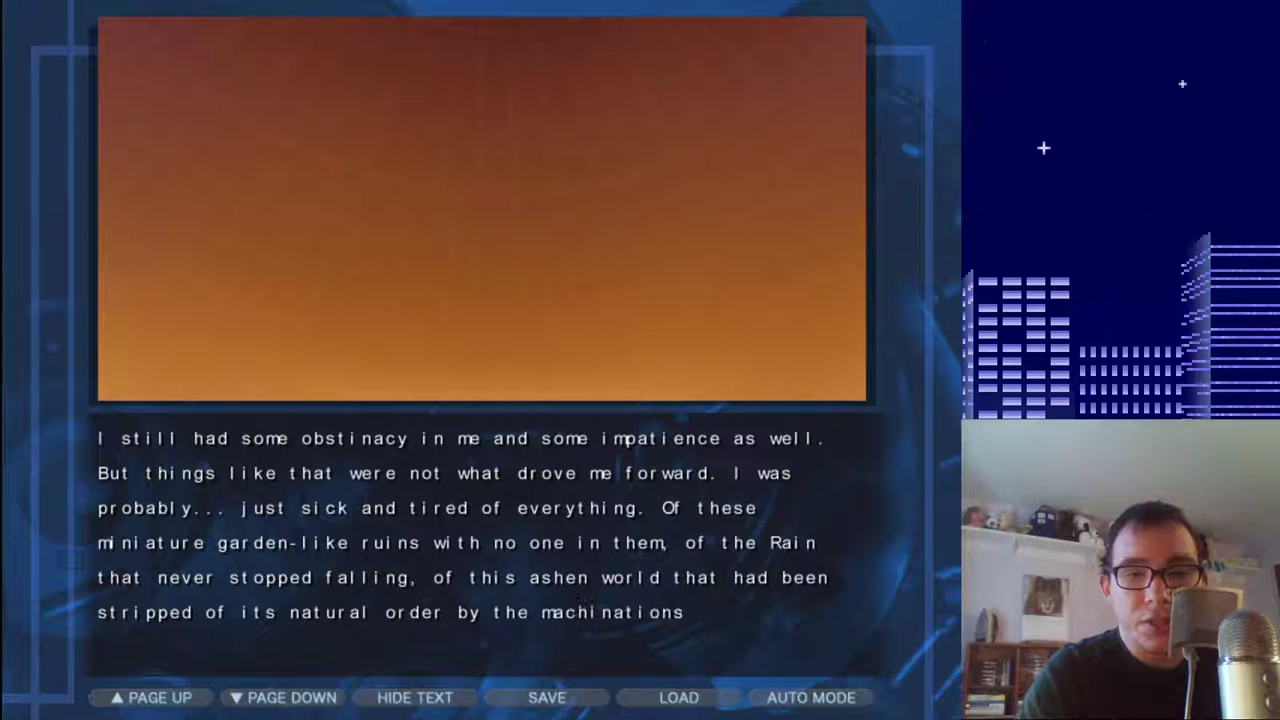 I still had some obstinacy in me and some impatience as well.
But things like that were not what drove me forward. I was
probably... just sick and tired of everything. Of these
miniature garden-like ruins with no one in them, of the Rain
that never stopped falling, of this ashen world that had been
stripped of its natural order by the machinations
▲ PAGE UP ▼ PAGE DOWN HIDE TEXT SAVE LOAD AUTO MODE